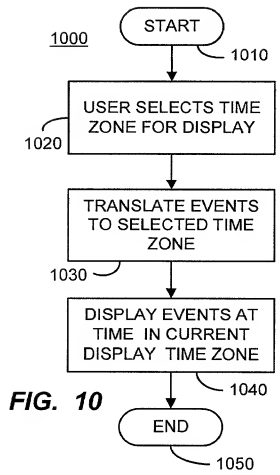 1000
START
1010
USER SELECTS TIME
ZONE FOR DISPLAY
1020
TRANSLATE EVENTS
TO SELECTED TIME
ZONE
1030
DISPLAY EVENTS AT
TIME IN CURRENT
DISPLAY TIME ZONE
1040
FIG. 10
END
1050